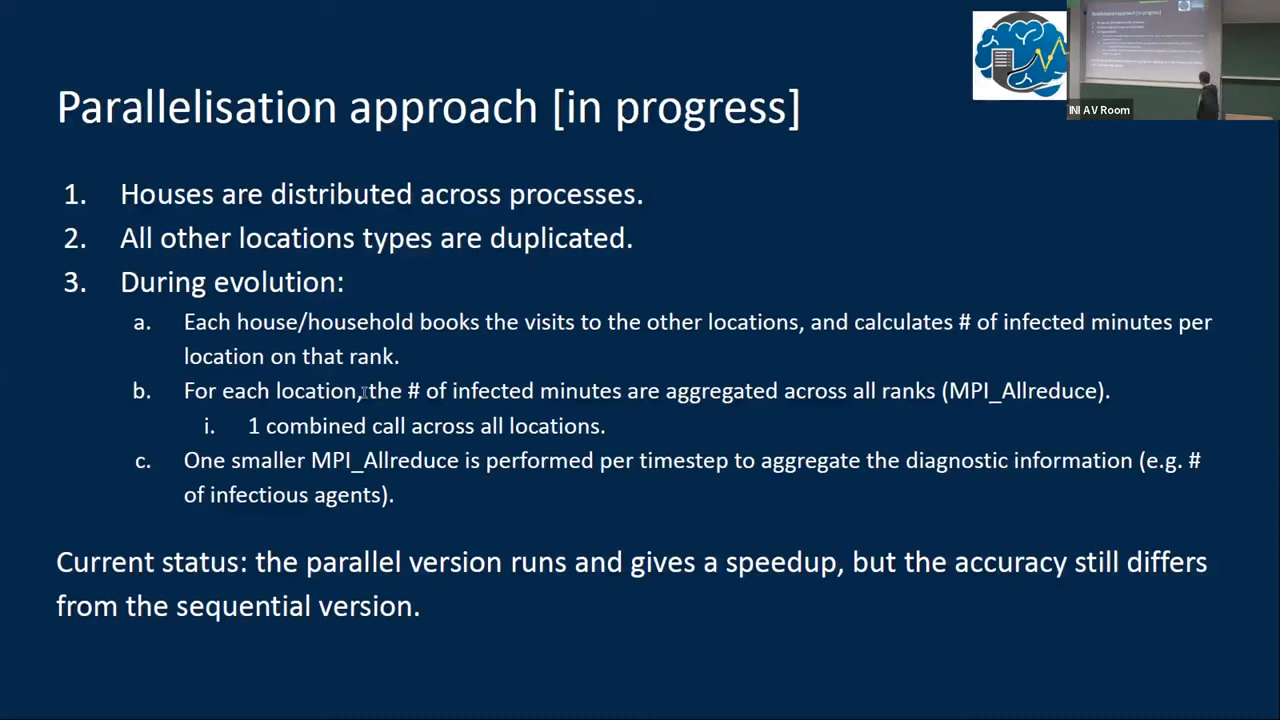 Parallelisation approach [in progress]
INI AV Room
1. Houses are distributed across processes.
2. All other locations types are duplicated.
3. During evolution:
a. Each house/household books the visits to the other locations, and calculates # of infected minutes per
location on that rank.
b. For each location, the # of infected minutes are aggregated across all ranks (MPI_Allreduce).
i. 1 combined call across all locations.
c. One smaller MPI_Allreduce is performed per timestep to aggregate the diagnostic information (e.g. #
of infectious agents).
Current status: the parallel version runs and gives a speedup, but the accuracy still differs
from the sequential version.